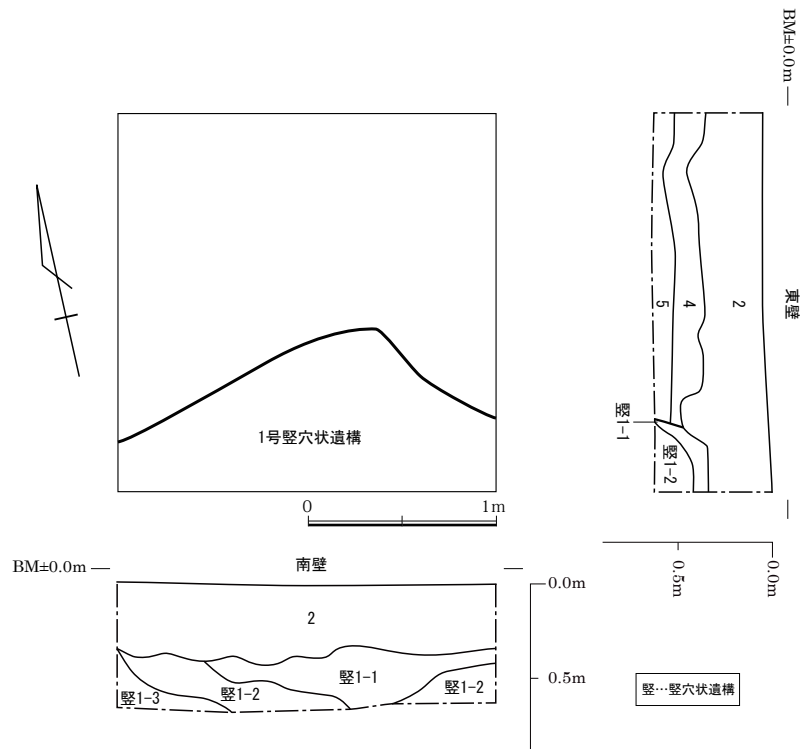 BM±0.0m
1号竪穴状遺構
0 1m
東壁
5
4
2
竪1-1
竪1-2
0.5m
0.0m
BM±0.0m
南壁
0.0m
2
竪1-1
竪1-2
竪1-3
竪1-2
0.5m
竪…竪穴状遺構